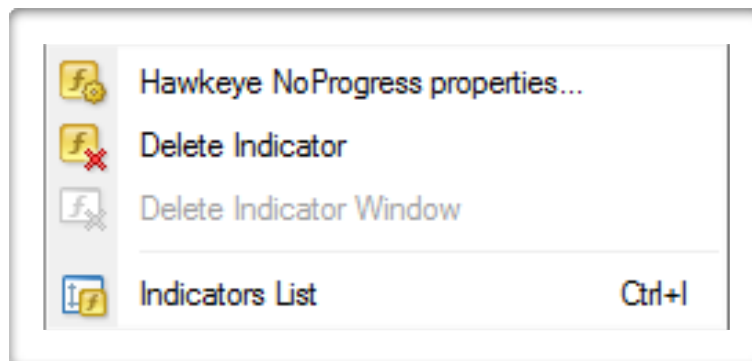 Hawkeye NoProgress properties...
Delete Indicator
Delete Indicator Window
Indicators List Ctrl+I